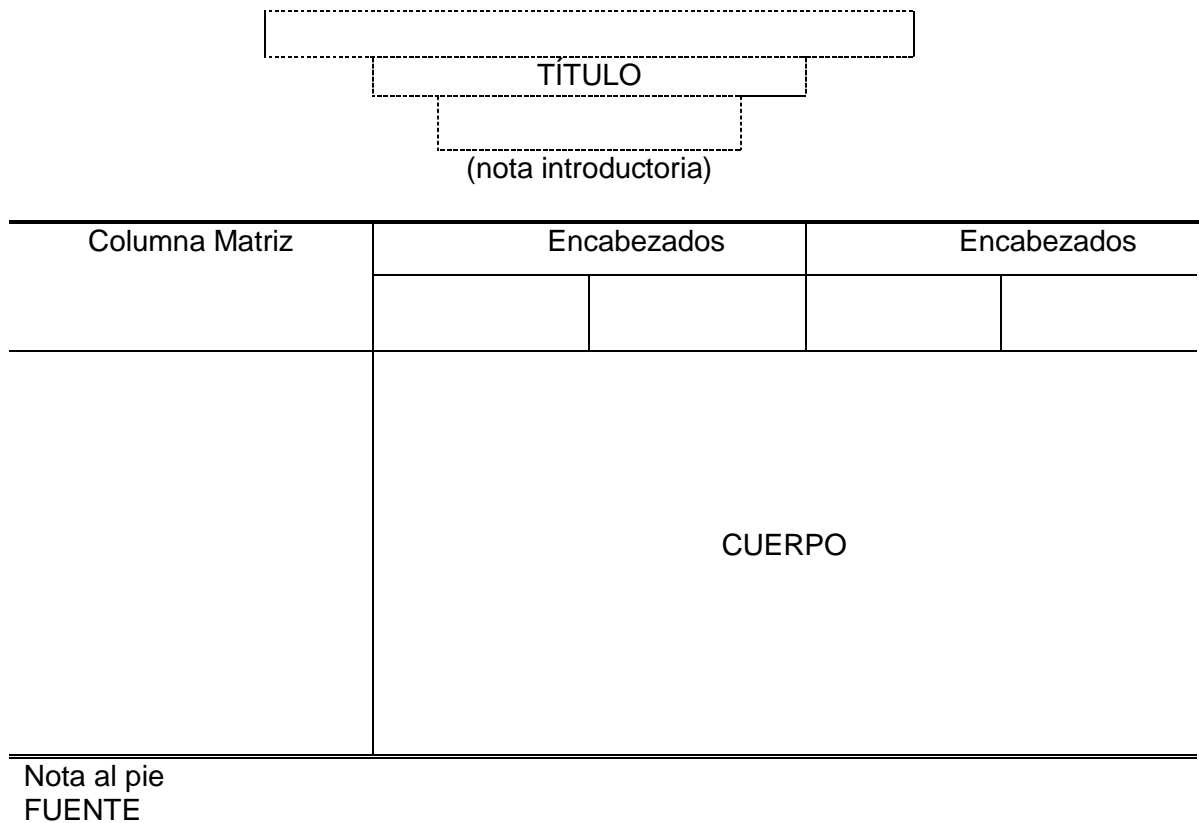 TÍTULO
(nota introductoria)
Columna Matriz Encabezados Encabezados
CUERPO
Nota al pie
FUENTE